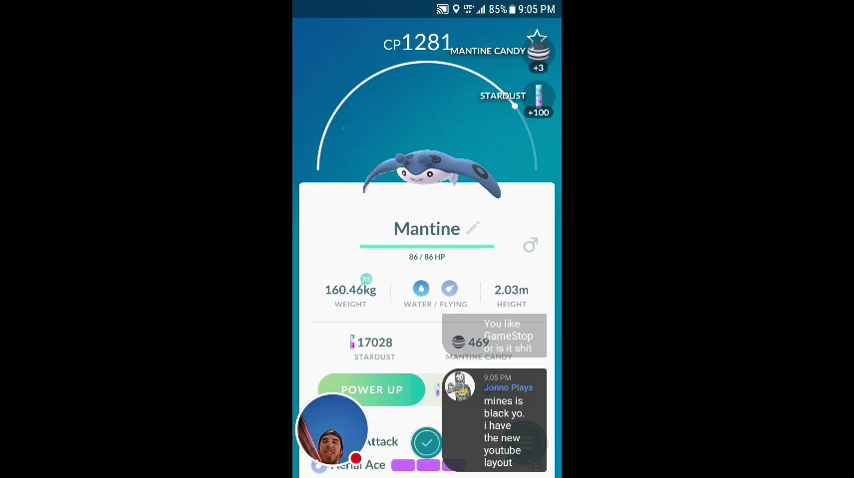 LTE+ 85% 9:05 PM
CP1281
MANTINE CANDY
+3
STARDUST
+100
Mantine
86 / 86 HP
XS
160.46kg
WEIGHT
WATER / FLYING
2.03m
HEIGHT
17028
STARDUST
469
MANTINE CANDY
You like
GameStop
or is it shit
POWER UP
9:05 PM
Jonno Plays
mines is
black yo.
i have
the new
youtube
layout
Attack
Aerial Ace